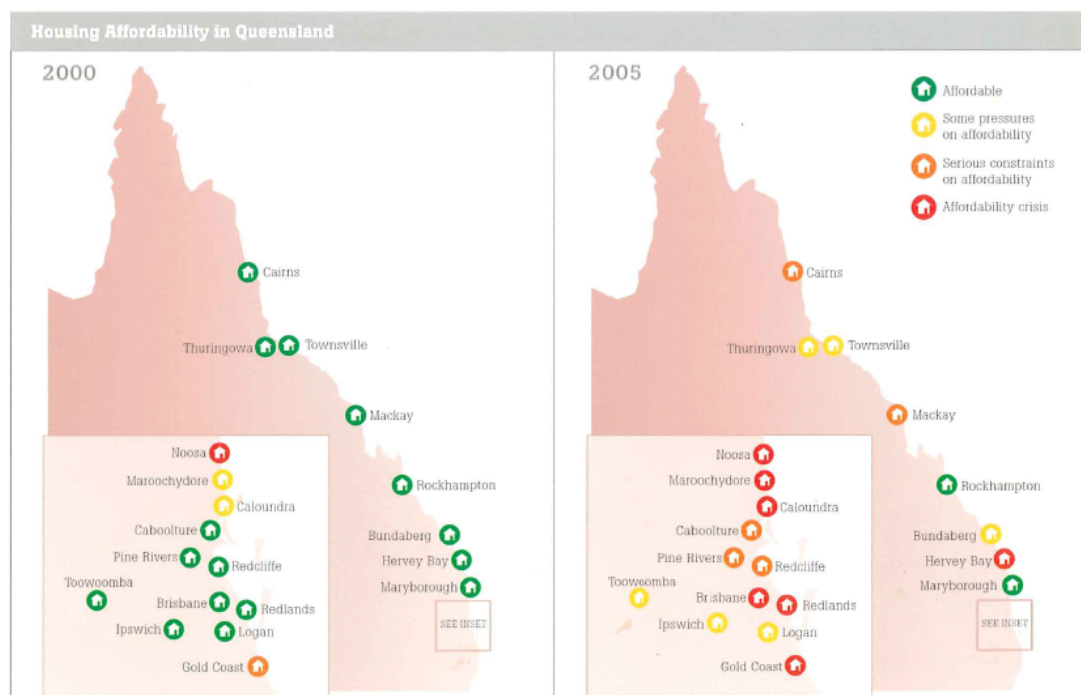 Housing Affordability in Queensland
2000
Cairns
Thuringowa
Townsville
Mackay
Rockhampton
Bundaberg
Hervey Bay
Maryborough
SEE INSET
Noosa
Maroochydore
Caloundra
Caboolture
Pine Rivers
Redcliffe
Toowoomba
Brisbane
Redlands
Ipswich
Logan
Gold Coast
2005
Affordable
Some pressures
on affordability
Serious constraints
on affordability
Affordability crisis
Cairns
Thuringowa
Townsville
Mackay
Rockhampton
Bundaberg
Hervey Bay
Maryborough
SEE INSET
Noosa
Maroochydore
Caloundra
Caboolture
Pine Rivers
Redcliffe
Toowoomba
Brisbane
Redlands
Ipswich
Logan
Gold Coast